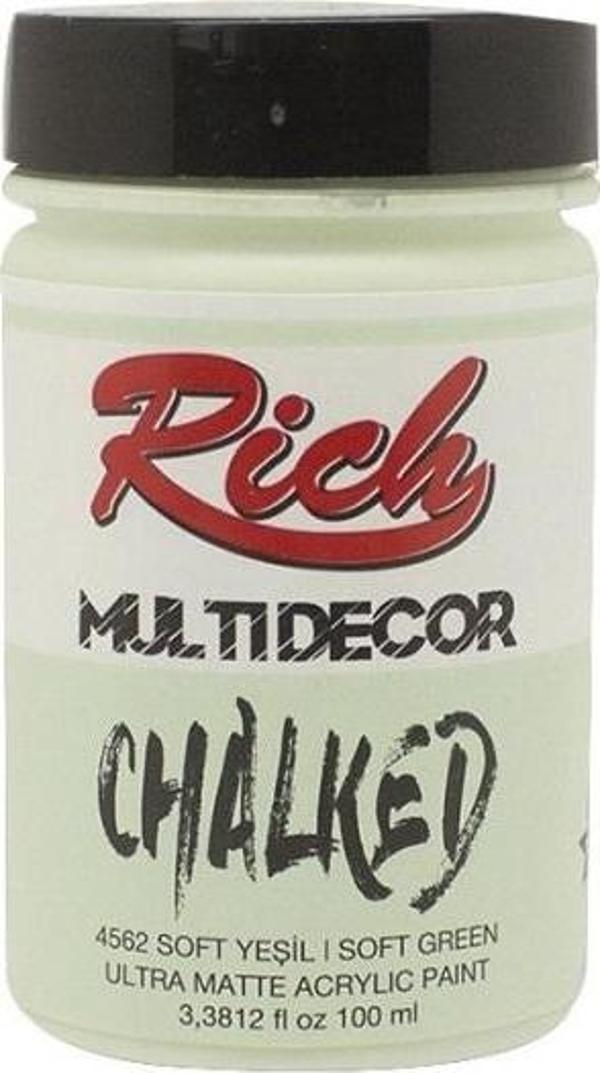 Rich
MULTIDECOR
CHALKED
4562 SOFT YEŞİL | SOFT GREEN
ULTRA MATTE ACRYLIC PAINT
3,3812 fl oz 100 ml